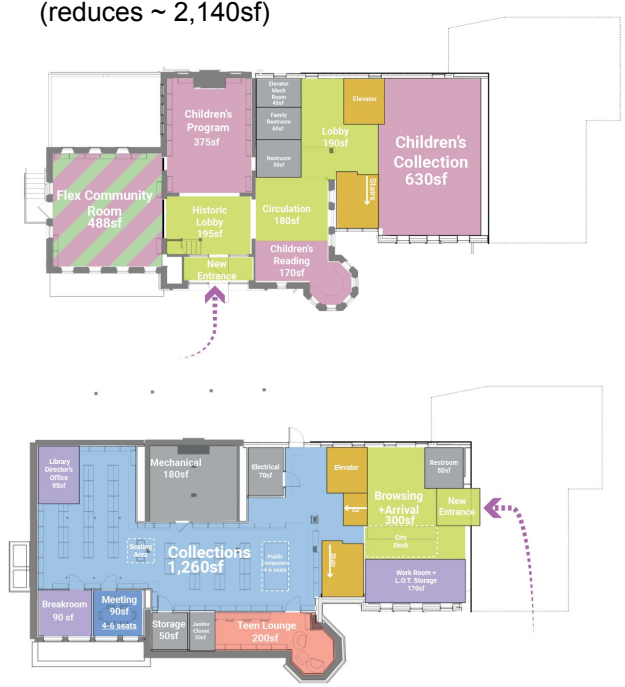 (reduces ~ 2,140sf)
Elevator
Mech
Room
45sf
Family
Restroom
60sf
Restroom
50sf
Elevator
Lobby
190sf
Stairs
Children's
Program
375sf
Children's
Collection
630sf
Flex Community
Room
488sf
Historic
Lobby
195sf
Circulation
180sf
Children's
Reading
170sf
New
Entrance
Library
Director's
Office
95sf
Mechanical
180sf
Electrical
70sf
Elevator
Restroom
50sf
Browsing
+Arrival
300sf
New
Entrance
Circ
Desk
Seating
Area
Collections
1,260sf
Public
Computers
4-6 seats
Stair
Work Room +
L.O.T. Storage
170sf
Breakroom
90 sf
Meeting
90sf
4-6 seats
Storage
50sf
Janitor
Closet
30sf
Teen Lounge
200sf